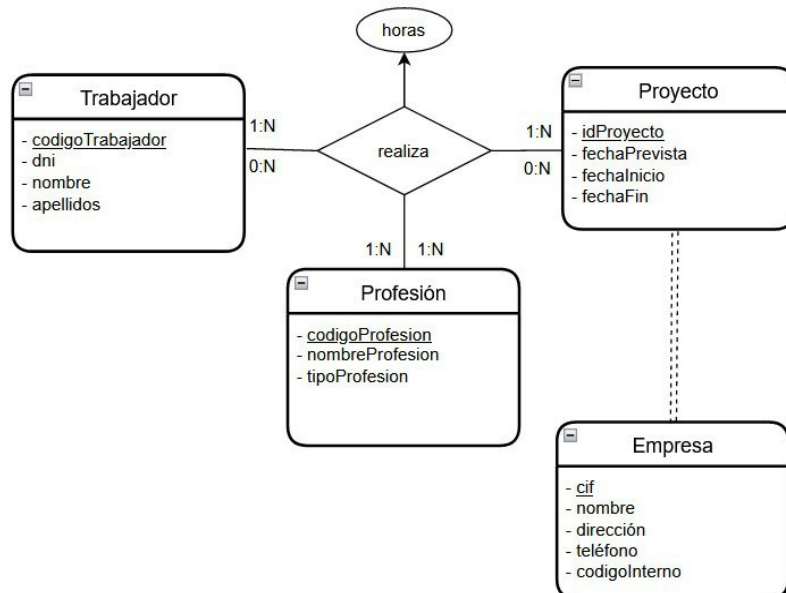 horas
Trabajador
- codigoTrabajador
- dni
- nombre
- apellidos
1:N
0:N
realiza
1:N
0:N
Proyecto
- idProyecto
- fechaPrevista
- fechaInicio
- fechaFin
1:N 1:N
Profesión
- codigoProfesion
- nombreProfesion
- tipoProfesion
Empresa
- cif
- nombre
- dirección
- teléfono
- codigoInterno